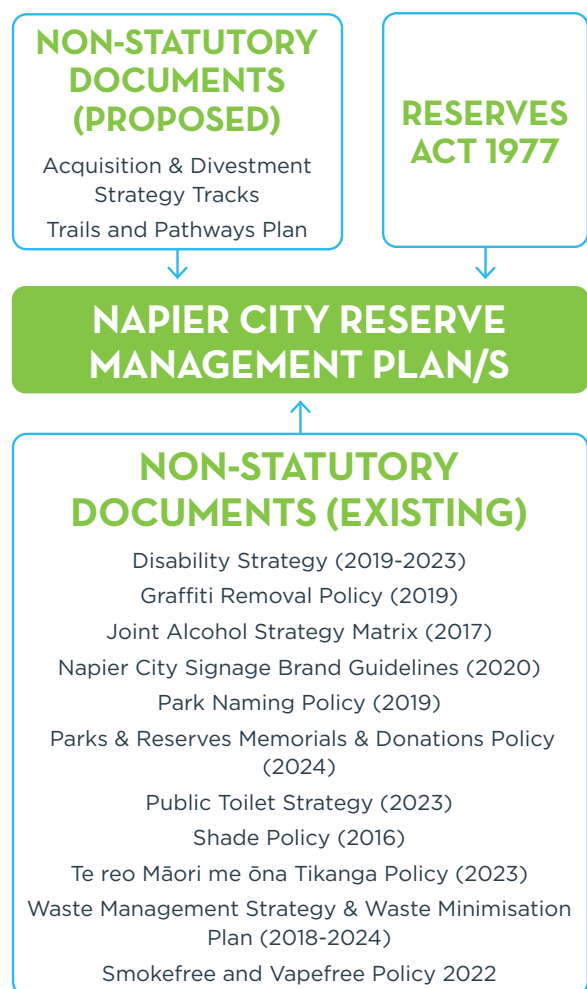 NON-STATUTORY
DOCUMENTS
(PROPOSED)
Acquisition & Divestment
Strategy Tracks
Trails and Pathways Plan
RESERVES
ACT 1977
NAPIER CITY RESERVE
MANAGEMENT PLAN/S
NON-STATUTORY
DOCUMENTS (EXISTING)
Disability Strategy (2019-2023)
Graffiti Removal Policy (2019)
Joint Alcohol Strategy Matrix (2017)
Napier City Signage Brand Guidelines (2020)
Park Naming Policy (2019)
Parks & Reserves Memorials & Donations Policy
(2024)
Public Toilet Strategy (2023)
Shade Policy (2016)
Te reo Māori me ōna Tikanga Policy (2023)
Waste Management Strategy & Waste Minimisation
Plan (2018-2024)
Smokefree and Vapefree Policy 2022